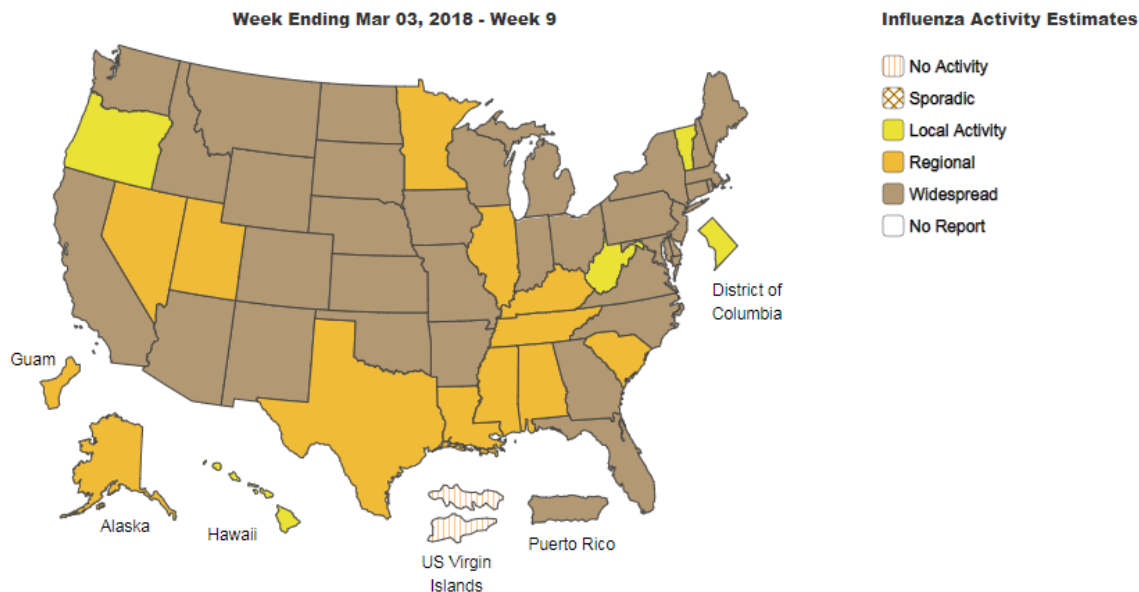 Week Ending Mar 03, 2018 - Week 9
Influenza Activity Estimates
No Activity
Sporadic
Local Activity
Regional
Widespread
No Report
District of
Columbia
Guam
Alaska
Hawaii
US Virgin
Islands
Puerto Rico